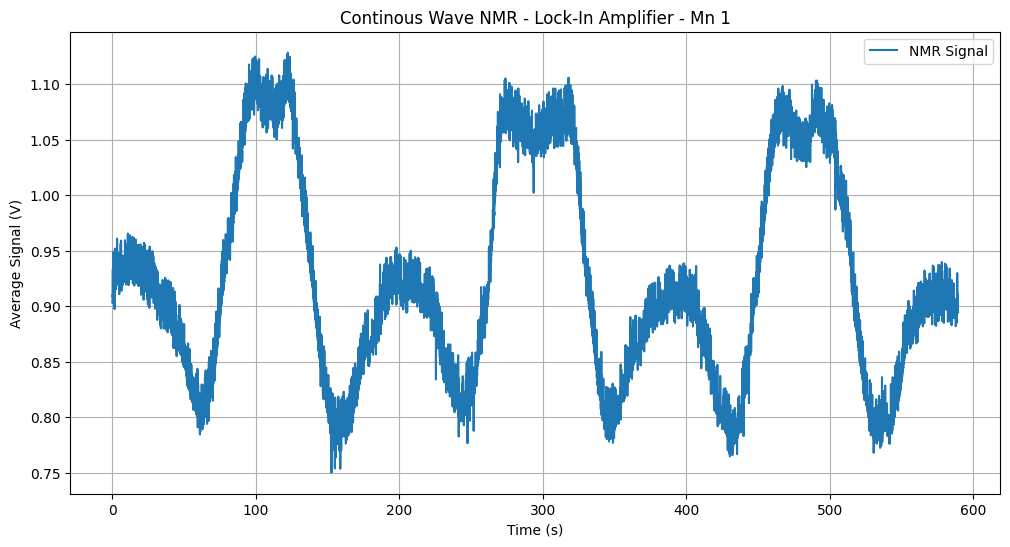 Continous Wave NMR - Lock-In Amplifier - Mn 1
NMR Signal
Average Signal (V)
1.10
1.05
1.00
0.95
0.90
0.85
0.80
0.75
0 100 200 300 400 500 600
Time (s)